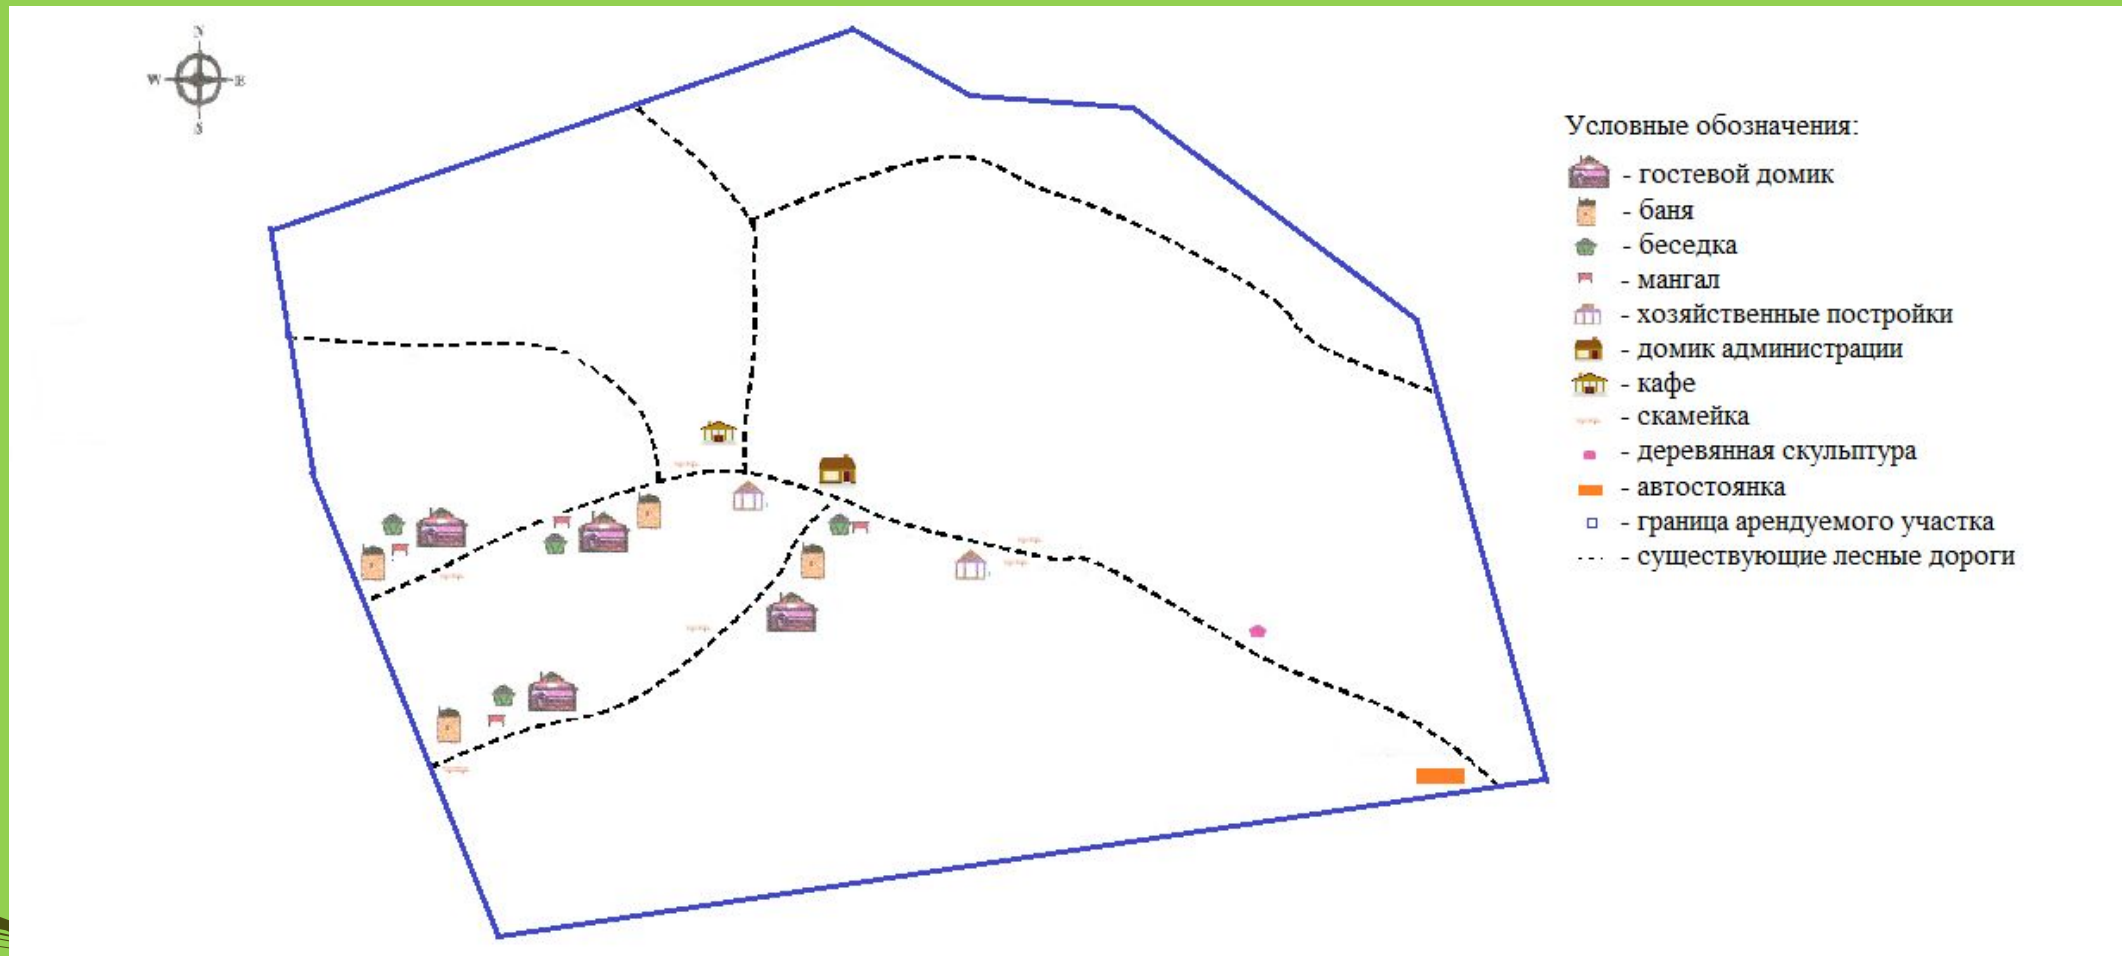 N
W E
S
Условные обозначения:
- гостевой домик
- баня
- беседка
- мангал
- хозяйственные постройки
- домик администрации
- кафе
- скамейка
- деревянная скульптура
- автостоянка
- граница арендуемого участка
- существующие лесные дороги